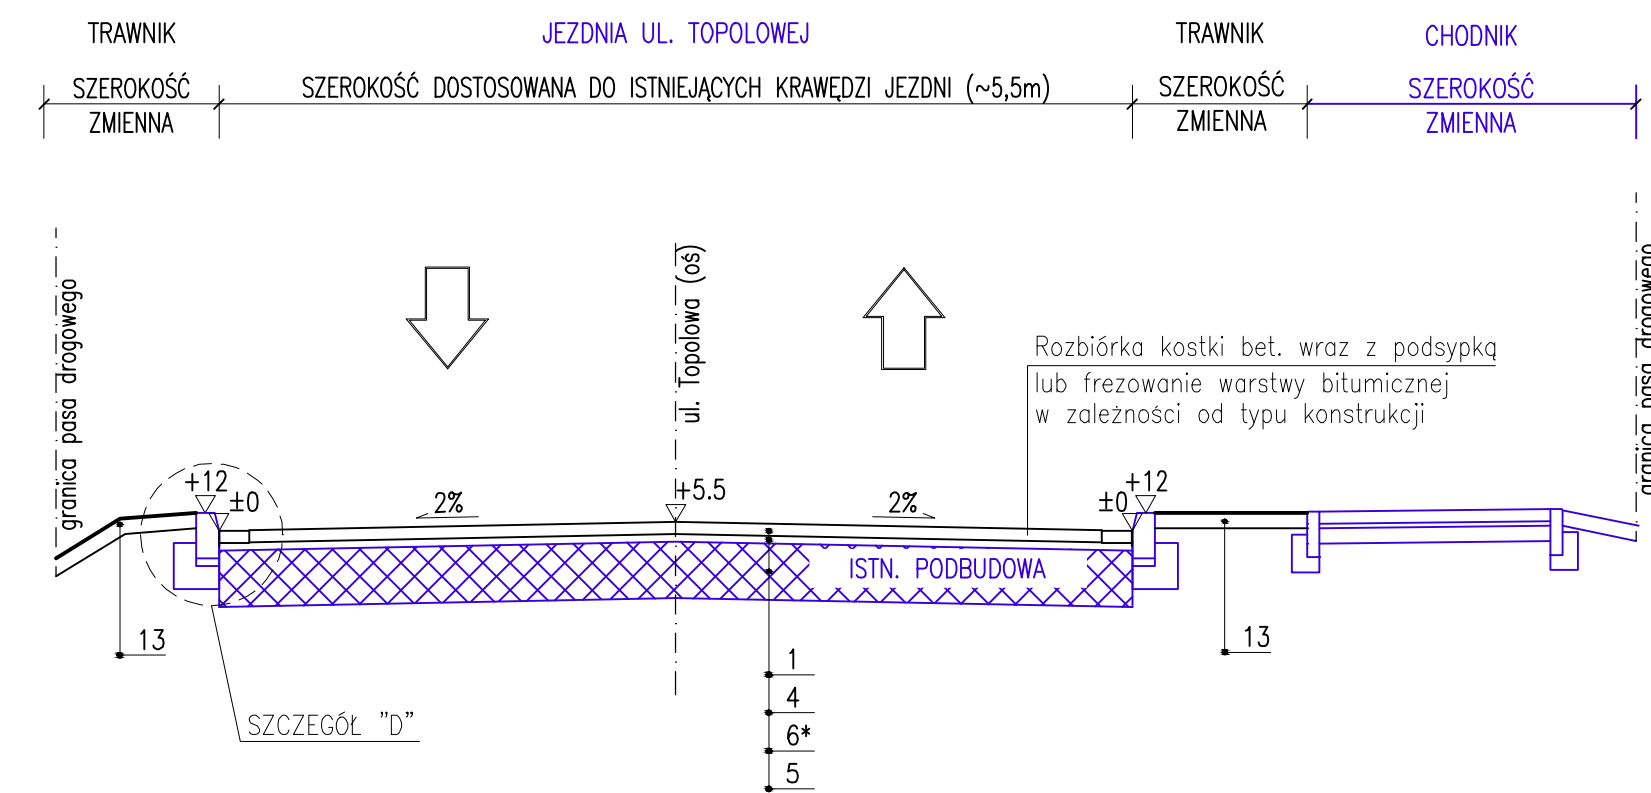 TRAWNIK
JEZDNIA UL. TOPOLOWEJ
TRAWNIK
CHODNIK
SZEROKOŚĆ
ZMIENNA
SZEROKOŚĆ DOSTOSOWANA DO ISTNIEJĄCYCH KRAWĘDZI JEZDNI (~5,5m)
SZEROKOŚĆ
ZMIENNA
SZEROKOŚĆ
ZMIENNA
granica pasa drogowego
ul. Topolowa (oś)
granica pasa drogowego
Rozbiórka kostki bet. wraz z podsypką
lub frezowanie warstwy bitumicznej
w zależności od typu konstrukcji
+12
±0
2%
+5.5
2%
±0
+12
ISTN. PODBUDOWA
13
13
1
4
6*
5
SZCZEGÓŁ "D"